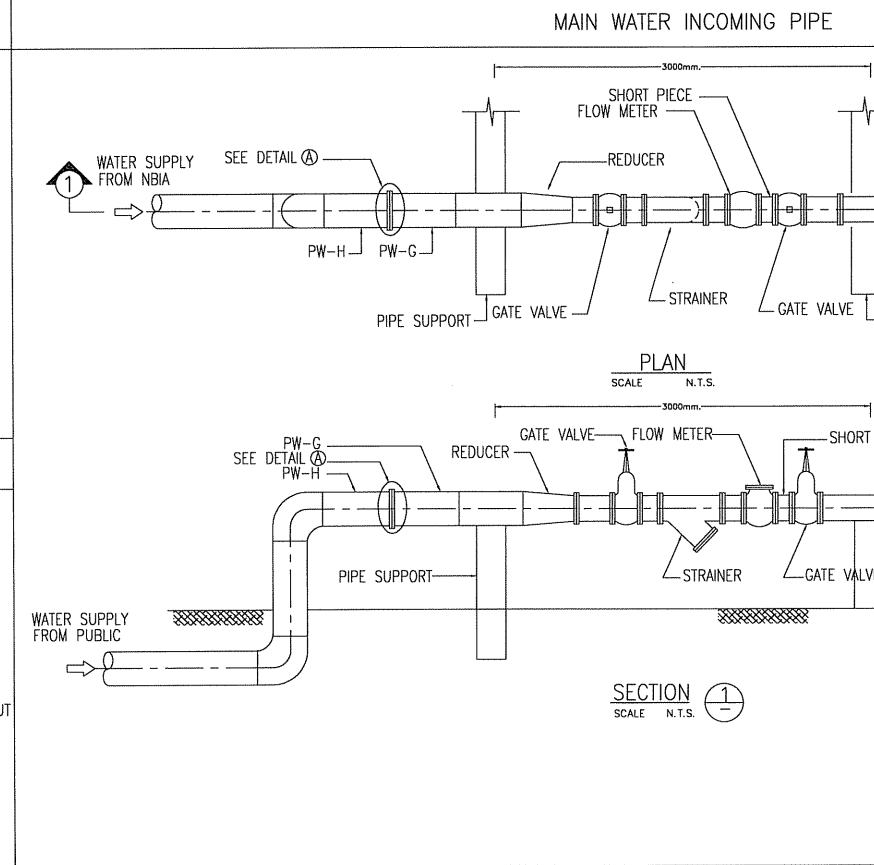 MAIN WATER INCOMING PIPE
3000mm.
SHORT PIECE
FLOW METER
WATER SUPPLY
FROM NBIA
SEE DETAIL A
REDUCER
1
PW-H
PW-G
PIPE SUPPORT
GATE VALVE
STRAINER
GATE VALVE
PLAN
SCALE N.T.S.
3000mm.
PW-G
SEE DETAIL A
PW-H
REDUCER
GATE VALVE
FLOW METER
SHORT
PIPE SUPPORT
STRAINER
GATE VALVE
WATER SUPPLY
FROM PUBLIC
SECTION
1
SCALE N.T.S.
UT